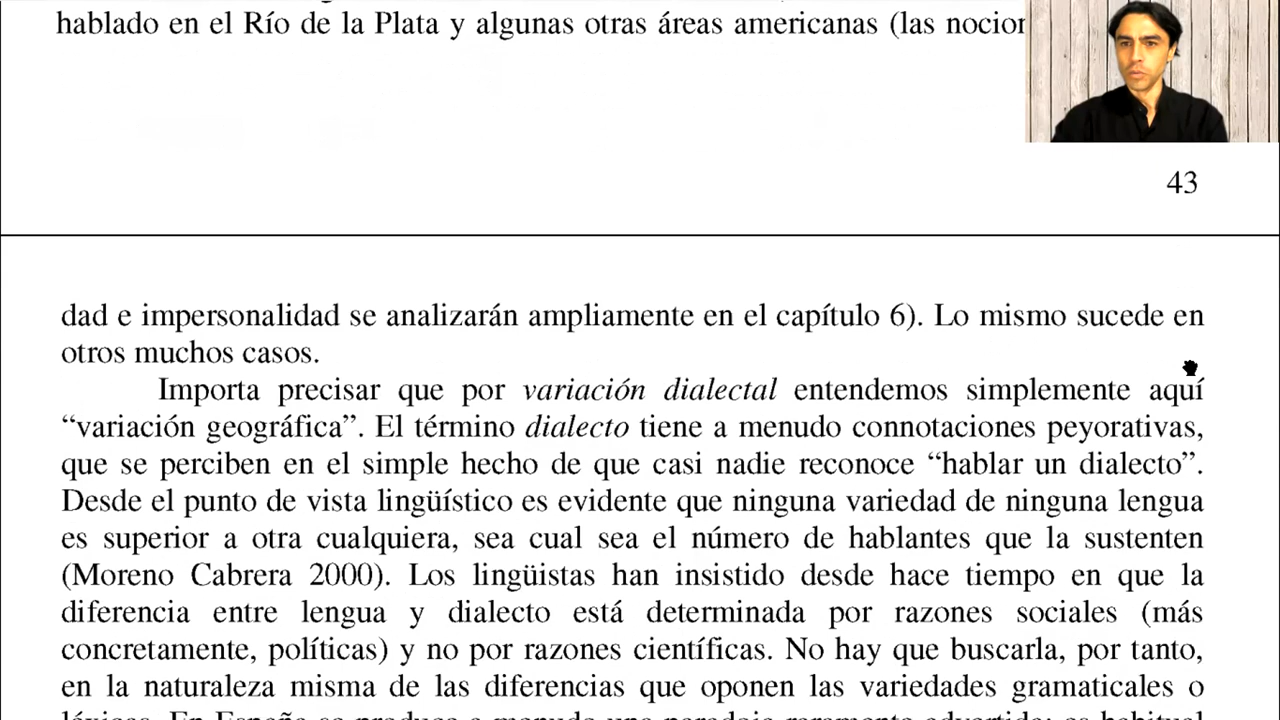 hablado en el Río de la Plata y algunas otras áreas americanas (las
43
dad e impersonalidad se analizarán ampliamente en el capítulo 6). Lo mismo sucede en
otros muchos casos.
Importa precisar que por variación dialectal entendemos simplemente aquí
“variación geográfica”. El término dialecto tiene a menudo connotaciones peyorativas,
que se perciben en el simple hecho de que casi nadie reconoce “hablar un dialecto”.
Desde el punto de vista lingüístico es evidente que ninguna variedad de ninguna lengua
es superior a otra cualquiera, sea cual sea el número de hablantes que la sustenten
(Moreno Cabrera 2000). Los lingüistas han insistido desde hace tiempo en que la
diferencia entre lengua y dialecto está determinada por razones sociales (más
concretamente, políticas) y no por razones científicas. No hay que buscarla, por tanto,
en la naturaleza misma de las diferencias que oponen las variedades gramaticales o